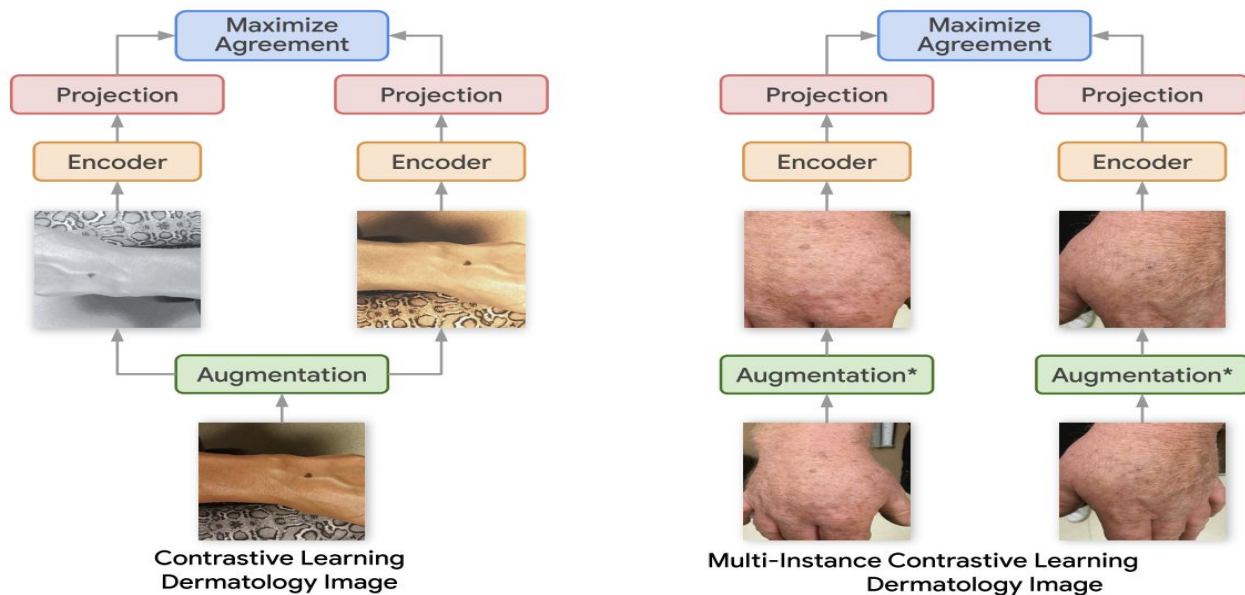 Maximize
Agreement
Projection
Projection
Encoder
Encoder
Augmentation
Contrastive Learning
Dermatology Image
Maximize
Agreement
Projection
Projection
Encoder
Encoder
Augmentation*
Augmentation*
Multi-Instance Contrastive Learning
Dermatology Image